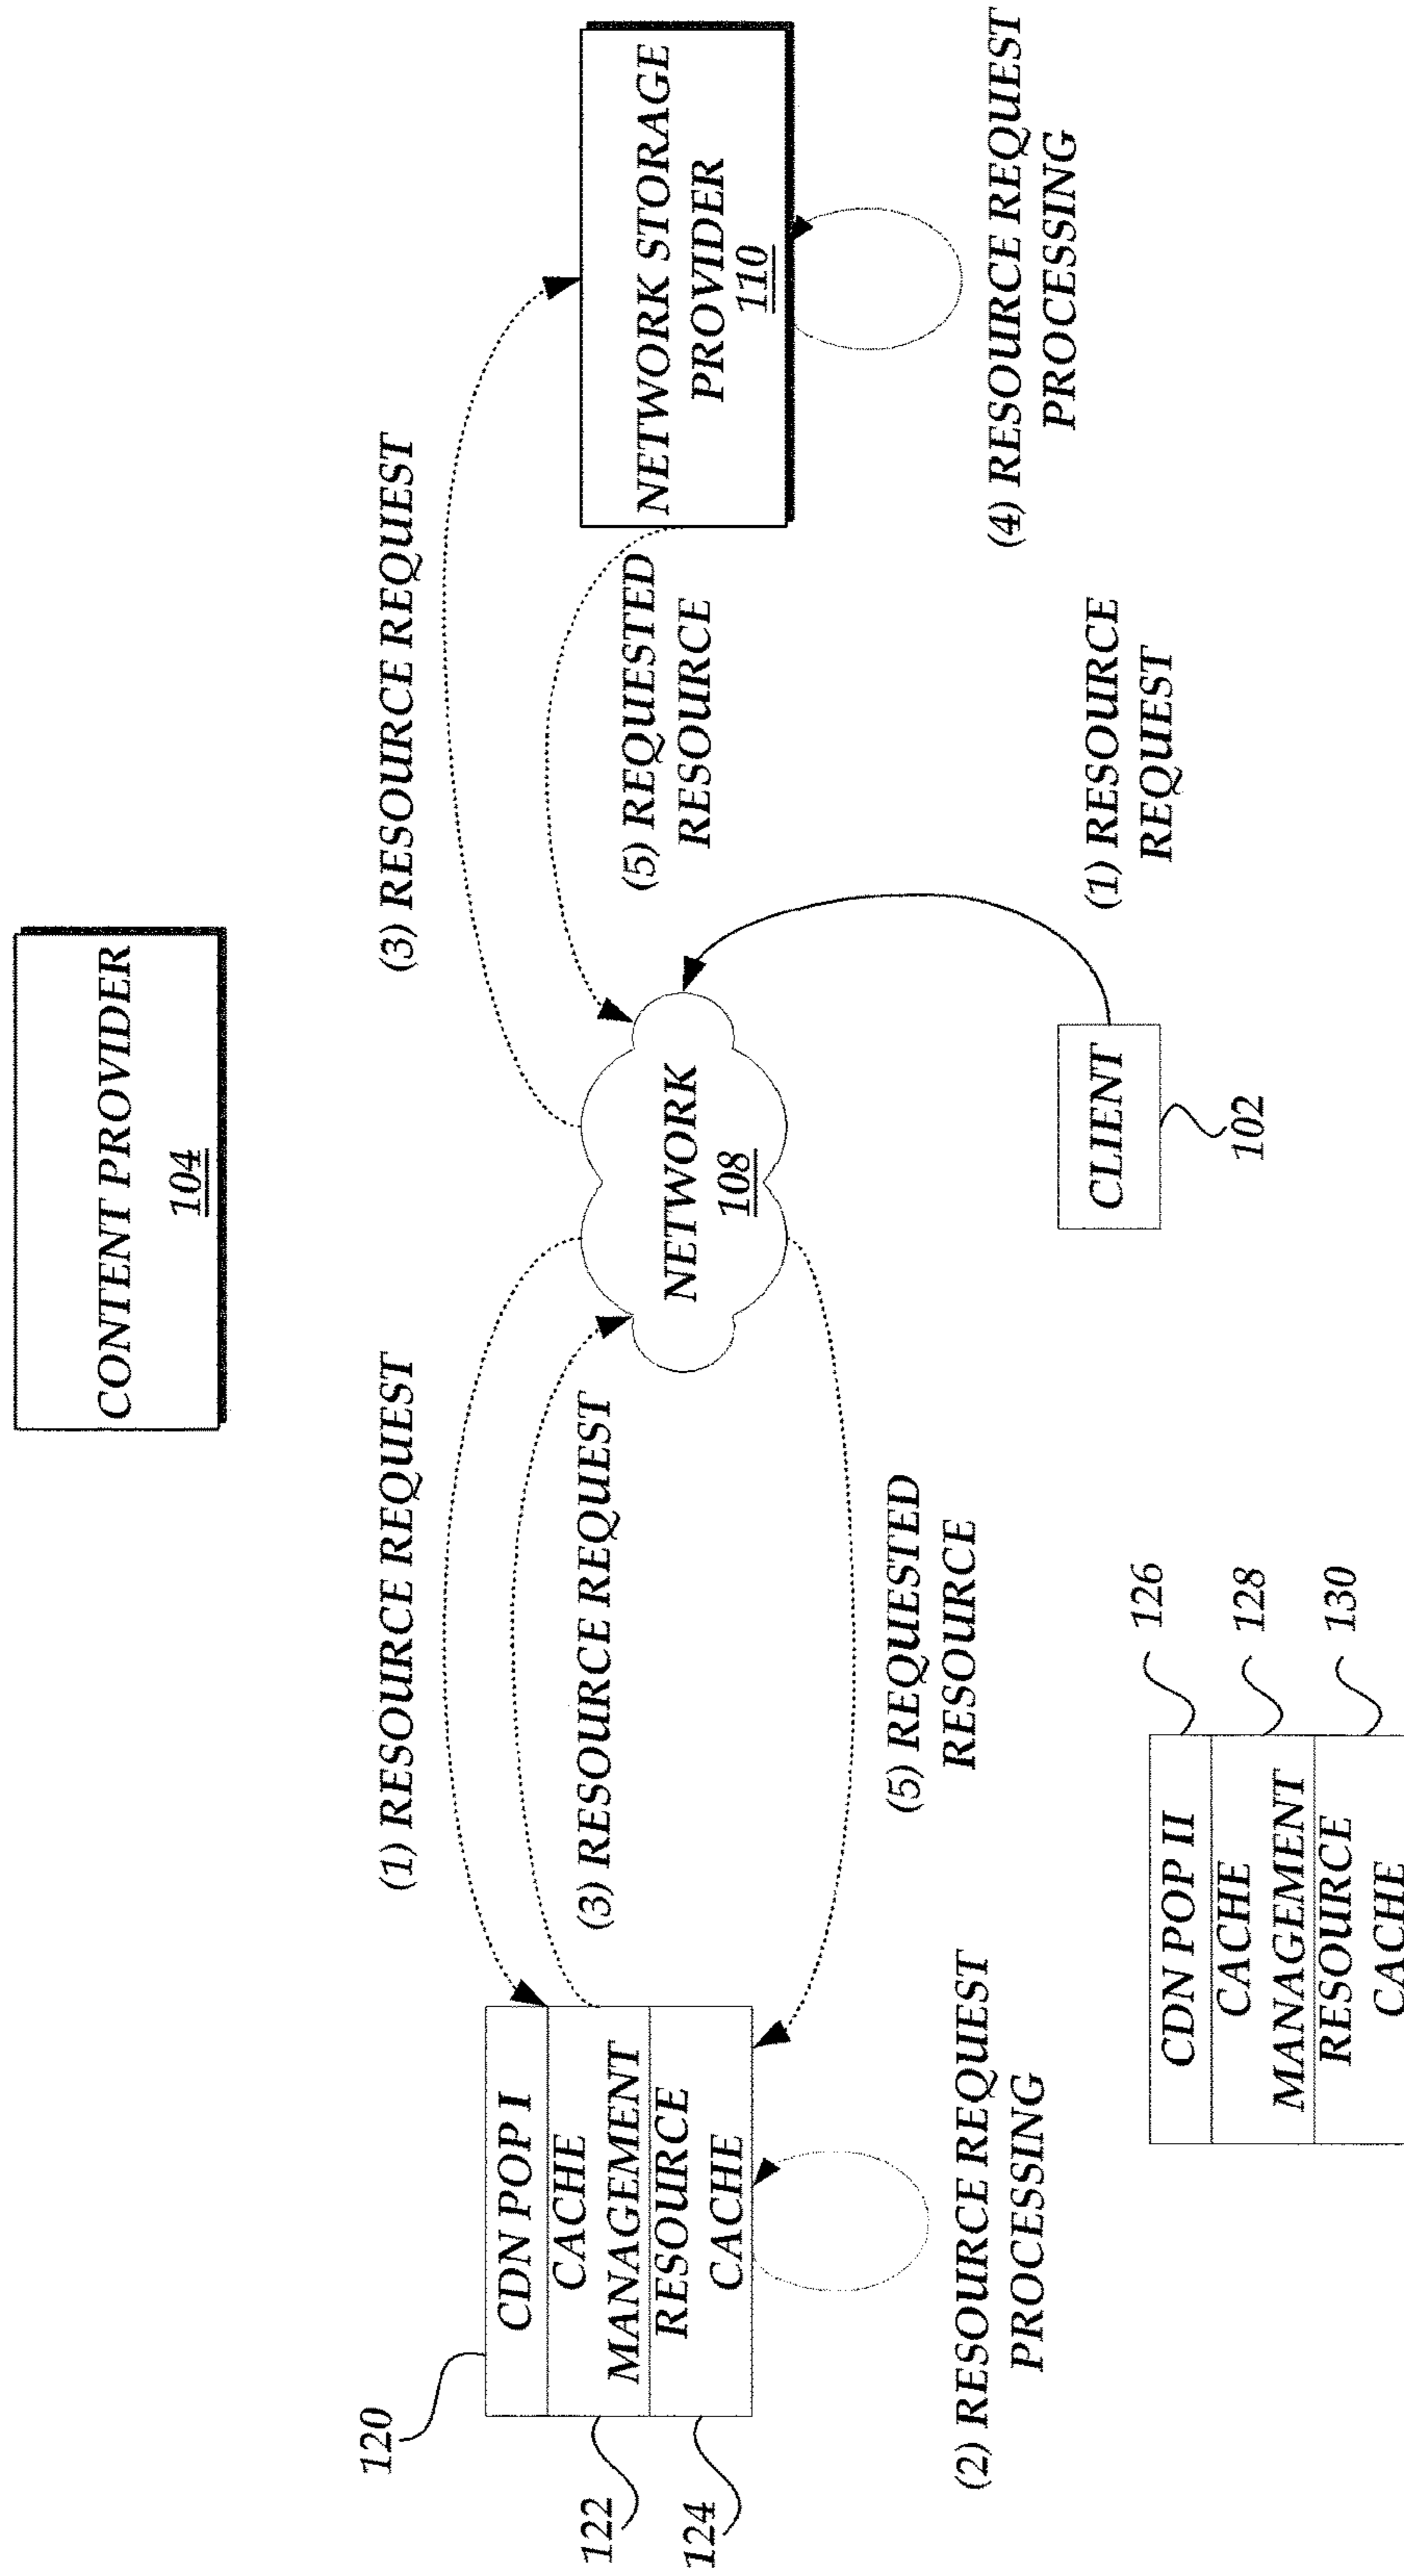 CONTENT PROVIDER
104
(1) RESOURCE REQUEST
(3) RESOURCE REQUEST
120
CDN POP I
CACHE
MANAGEMENT
RESOURCE
CACHE
122
124
(3) RESOURCE REQUEST
NETWORK
108
NETWORK STORAGE
PROVIDER
110
(5) REQUESTED
RESOURCE
(5) REQUESTED
RESOURCE
(2) RESOURCE REQUEST
PROCESSING
(4) RESOURCE REQUEST
PROCESSING
CLIENT
102
(1) RESOURCE
REQUEST
CDN POP II
CACHE
MANAGEMENT
RESOURCE
CACHE
126
128
130